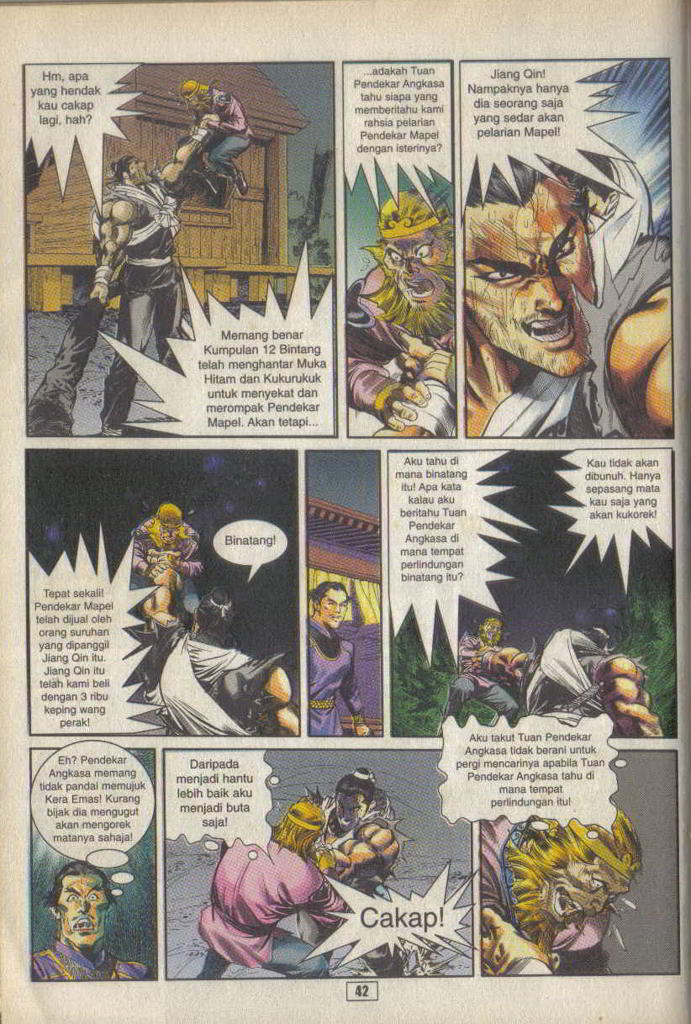 Hm, apa
yang hendak
kau cakap
lagi, hah?
Memang benar
Kumpulan 12 Bintang
telah menghantar Muka
Hitam dan Kukurukuk
untuk menyekat dan
merompak Pendekar
Mapel. Akan tetapi...
...adakah Tuan
Pendekar Angkasa
tahu siapa yang
memberitahu kami
rahsia pelarian
Pendekar Mapel
dengan isterinya?
Jiang Qin!
Nampaknya hanya
dia seorang saja
yang sedar akan
pelarian Mapel!
Binatang!
Tepat sekali!
Pendekar Mapel
telah dijual oleh
orang suruhan
yang dipanggil
Jiang Qin itu.
Jiang Qin itu
telah kami beli
dengan 3 ribu
keping wang
perak!
Aku tahu di
mana binatang
itu! Apa kata
kalau aku
beritahu Tuan
Pendekar
Angkasa di
mana tempat
perlindungan
binatang itu?
Kau tidak akan
dibunuh. Hanya
sepasang mata
kau saja yang
akan kukorek!
Eh? Pendekar
Angkasa memang
tidak pandai memujuk
Kera Emas! Kurang
bijak dia mengugut
akan mengorek
matanya sahaja!
Daripada
menjadi hantu
lebih baik aku
menjadi buta
saja!
Cakap!
Aku takut Tuan Pendekar
Angkasa tidak berani untuk
pergi mencarinya apabila Tuan
Pendekar Angkasa tahu di
mana tempat
perlindungan itu!
42